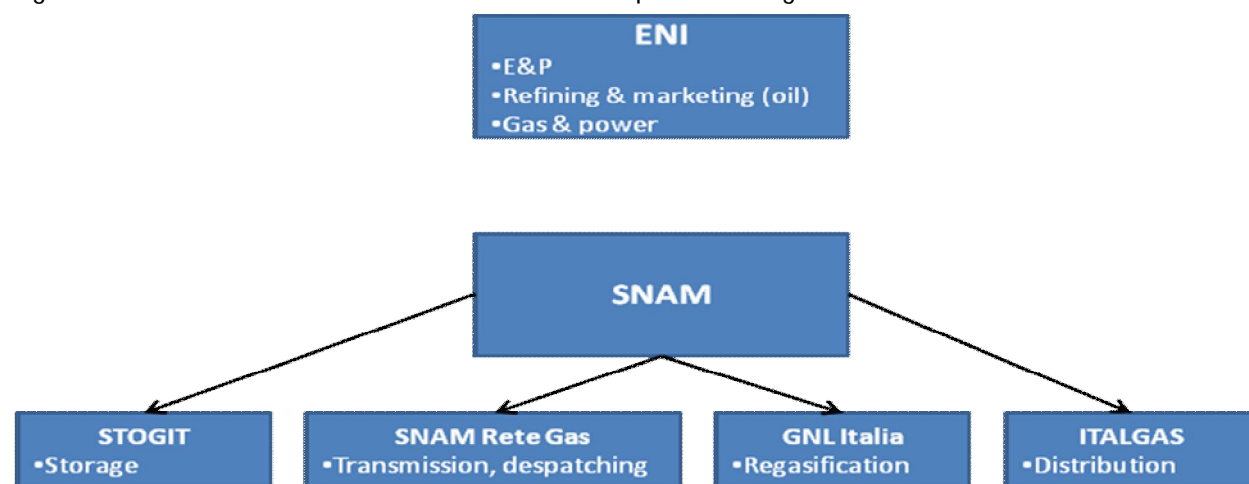 ENI
•E&P
•Refining & marketing (oil)
•Gas & power
SNAM
STOGIT
•Storage
SNAM Rete Gas
•Transmission, despatching
GNL Italia
•Regasification
ITALGAS
•Distribution